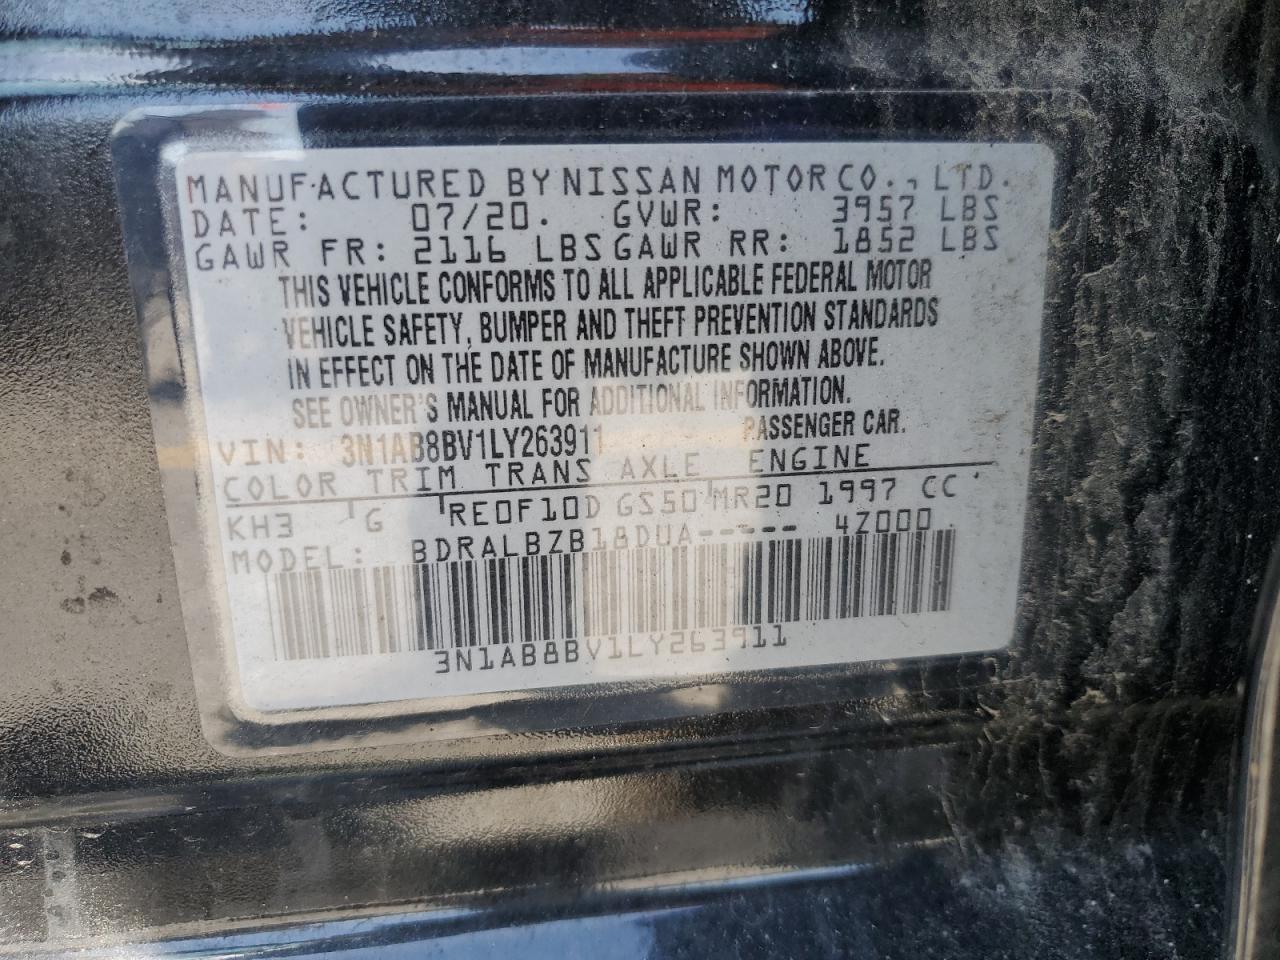 MANUFACTURED BY NISSAN MOTOR CO., LTD.
DATE: 07/20. GVWR: 3957 LBS
GAWR FR: 2116 LBS GAWR RR: 1852 LBS
THIS VEHICLE CONFORMS TO ALL APPLICABLE FEDERAL MOTOR
VEHICLE SAFETY, BUMPER AND THEFT PREVENTION STANDARDS
IN EFFECT ON THE DATE OF MANUFACTURE SHOWN ABOVE.
SEE OWNER'S MANUAL FOR ADDITIONAL INFORMATION.
VIN: 3N1AB8BV1LY263911 PASSENGER CAR.
COLOR TRIM TRANS AXLE ENGINE
KH3 G RE0F10D GS50 MR20 1997 CC
MODEL: BDRALBZB18DUA----- 4Z000
3N1AB8BV1LY263911